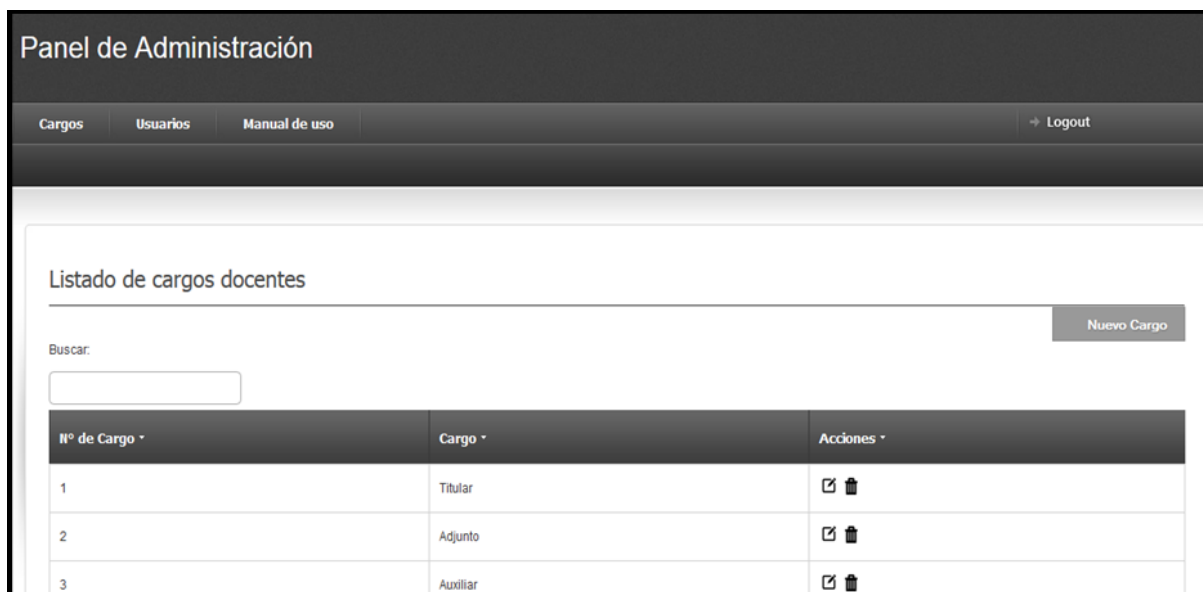 Panel de Administración
Cargos Usuarios Manual de uso Logout
Listado de cargos docentes
Nuevo Cargo
Buscar:
Nº de Cargo Cargo Acciones
1 Titular
2 Adjunto
3 Auxiliar